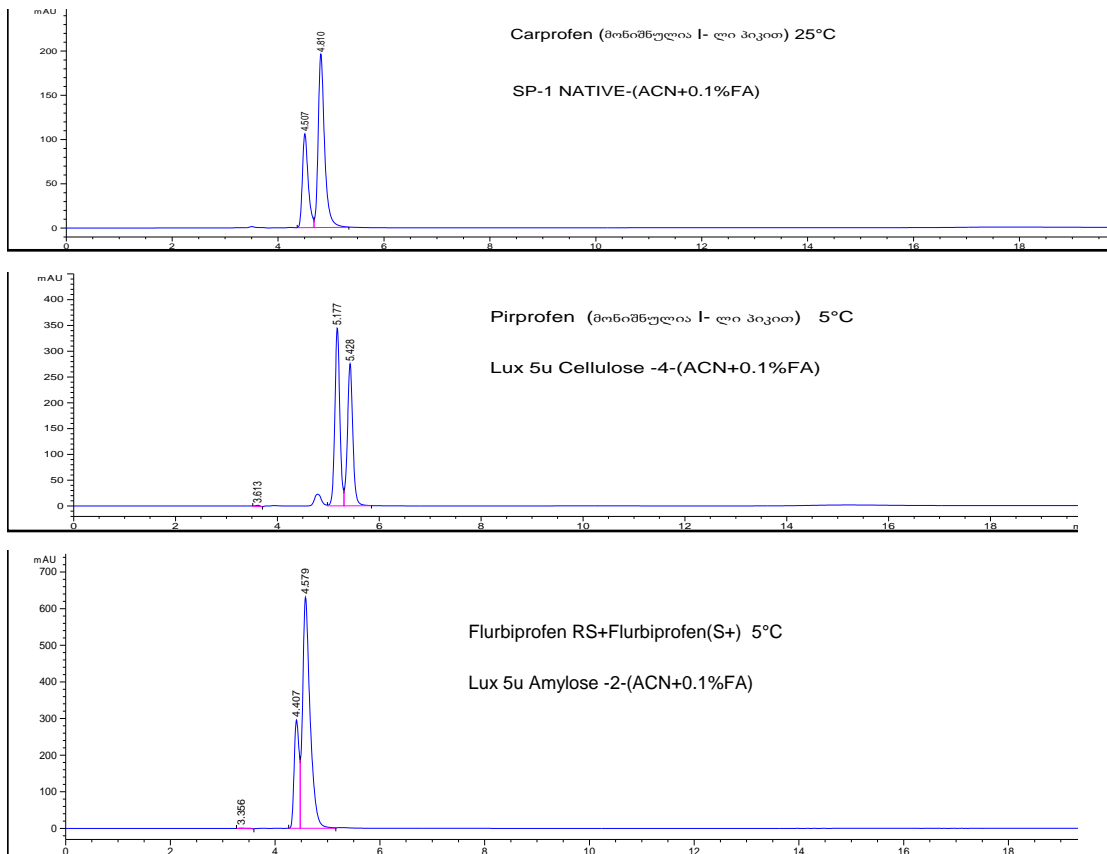 mAU
Carprofen (მონიშნულია I- ლი პიკით) 25°C
SP-1 NATIVE-(ACN+0.1%FA)
200
150
100
50
0
4.507
4.810
0 2 4 6 8 10 12 14 16 18
mAU
Pirprofen (მონიშნულია I- ლი პიკით) 5°C
Lux 5u Cellulose -4-(ACN+0.1%FA)
400
350
300
250
200
150
100
50
0
3.613
5.177
5.428
0 2 4 6 8 10 12 14 16 18
mAU
Flurbiprofen RS+Flurbiprofen(S+) 5°C
Lux 5u Amylose -2-(ACN+0.1%FA)
700
600
500
400
300
200
100
0
3.356
4.407
4.579
0 2 4 6 8 10 12 14 16 18